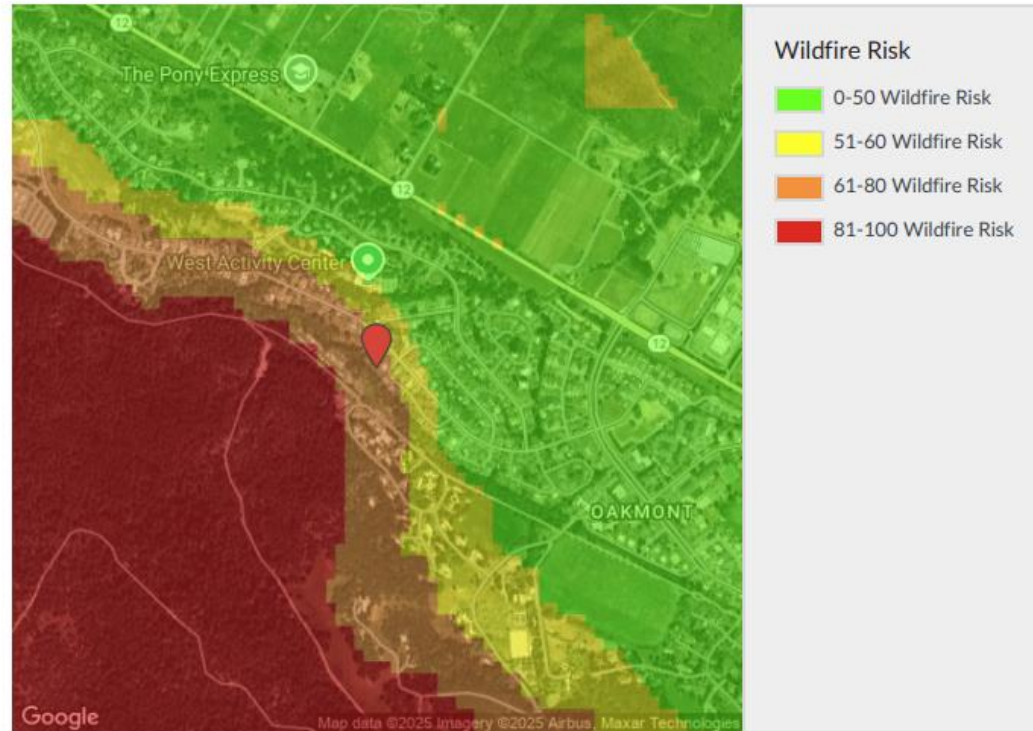 12
The Pony Express
12
West Activity Center
12
OAKMONT
Google
Map data ©2025 Imagery ©2025 Airbus, Maxar Technologies
Wildfire Risk
0-50 Wildfire Risk
51-60 Wildfire Risk
61-80 Wildfire Risk
81-100 Wildfire Risk